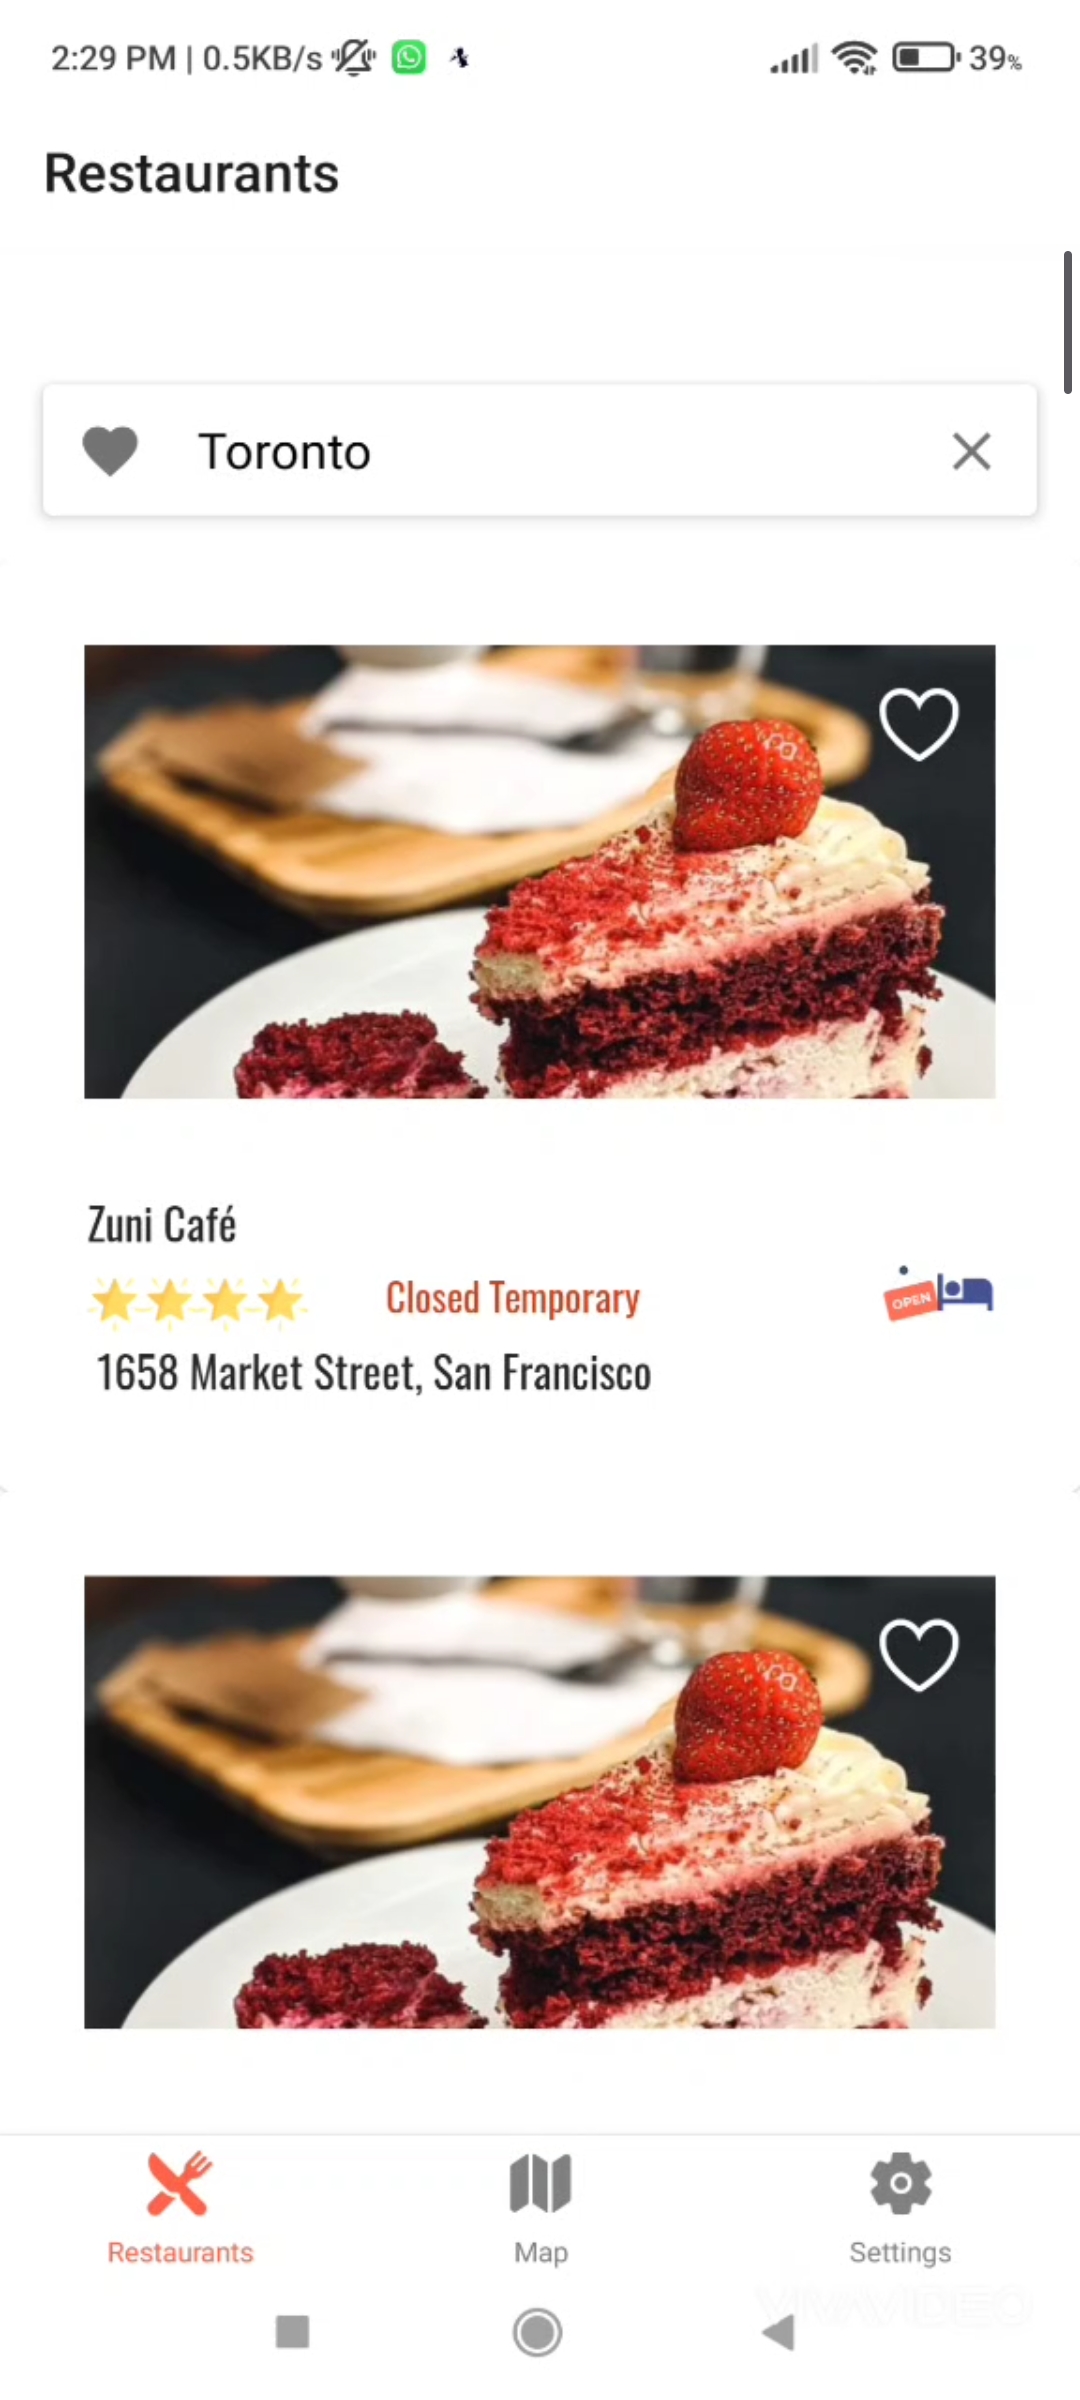 2:29 PM | 0.5KB/s 39%
Restaurants
Toronto
Zuni Café
Closed Temporary
OPEN
1658 Market Street, San Francisco
Restaurants Map Settings
VIVAVIDEO